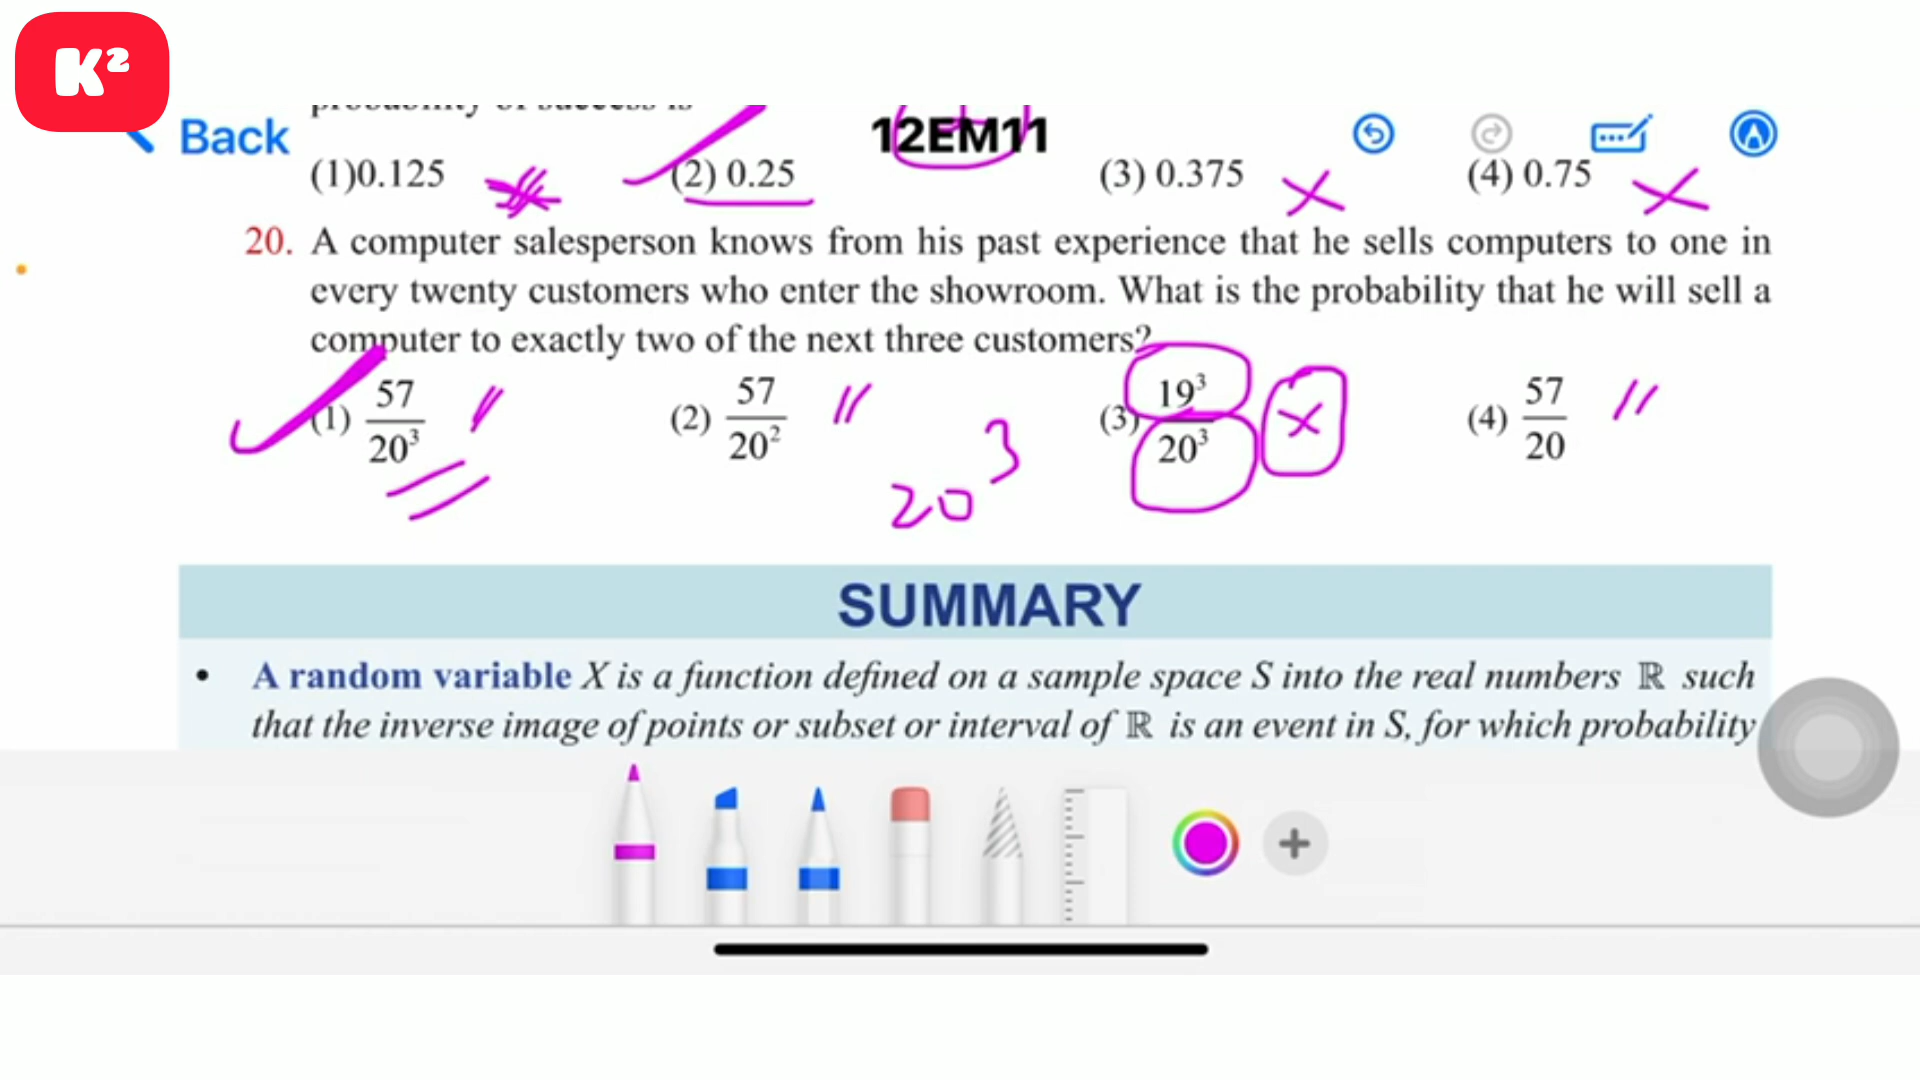 K²
probability of success is
Back
12EM11
(1)0.125 (2) 0.25 (3) 0.375 (4) 0.75
20. A computer salesperson knows from his past experience that he sells computers to one in
every twenty customers who enter the showroom. What is the probability that he will sell a
computer to exactly two of the next three customers?
(1) 57/20³ (2) 57/20² (3) 19³/20³ (4) 57/20
20³
SUMMARY
• A random variable X is a function defined on a sample space S into the real numbers ℝ such
that the inverse image of points or subset or interval of ℝ is an event in S, for which probability